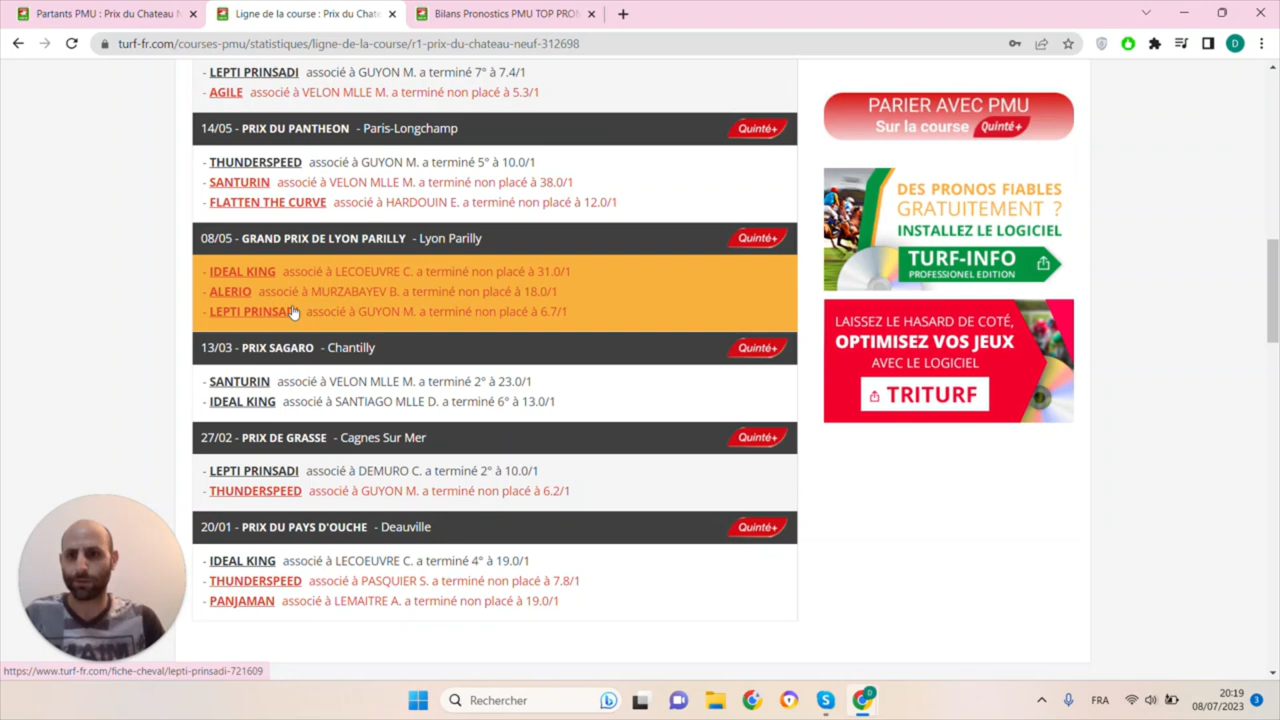 Partants PMU : Prix du Chateau N
Ligne de la course : Prix du Chate
Bilans Pronostics PMU TOP PRON
turf-fr.com/courses-pmu/statistiques/ligne-de-la-course/r1-prix-du-chateau-neuf-312698
D
- LEPTI PRINSADI associé à GUYON M. a terminé 7° à 7.4/1
- AGILE associé à VELON MLLE M. a terminé non placé à 5.3/1
14/05 - PRIX DU PANTHEON - Paris-Longchamp Quinté+
- THUNDERSPEED associé à GUYON M. a terminé 5° à 10.0/1
- SANTURIN associé à VELON MLLE M. a terminé non placé à 38.0/1
- FLATTEN THE CURVE associé à HARDOUIN E. a terminé non placé à 12.0/1
08/05 - GRAND PRIX DE LYON PARILLY - Lyon Parilly Quinté+
- IDEAL KING associé à LECOEUVRE C. a terminé non placé à 31.0/1
- ALERIO associé à MURZABAYEV B. a terminé non placé à 18.0/1
- LEPTI PRINSADI associé à GUYON M. a terminé non placé à 6.7/1
13/03 - PRIX SAGARO - Chantilly Quinté+
- SANTURIN associé à VELON MLLE M. a terminé 2° à 23.0/1
- IDEAL KING associé à SANTIAGO MLLE D. a terminé 6° à 13.0/1
27/02 - PRIX DE GRASSE - Cagnes Sur Mer Quinté+
- LEPTI PRINSADI associé à DEMURO C. a terminé 2° à 10.0/1
- THUNDERSPEED associé à GUYON M. a terminé non placé à 6.2/1
20/01 - PRIX DU PAYS D'OUCHE - Deauville Quinté+
- IDEAL KING associé à LECOEUVRE C. a terminé 4° à 19.0/1
- THUNDERSPEED associé à PASQUIER S. a terminé non placé à 7.8/1
- PANJAMAN associé à LEMAITRE A. a terminé non placé à 19.0/1
PARIER AVEC PMU
Sur la course Quinté+
DES PRONOS FIABLES
GRATUITEMENT ?
INSTALLEZ LE LOGICIEL
TURF-INFO
PROFESSIONEL EDITION
LAISSEZ LE HASARD DE COTÉ,
OPTIMISEZ VOS JEUX
AVEC LE LOGICIEL
TRITURF
https://www.turf-fr.com/fiche-cheval/lepti-prinsadi-721609
Rechercher
FRA
20:19
08/07/2023
3